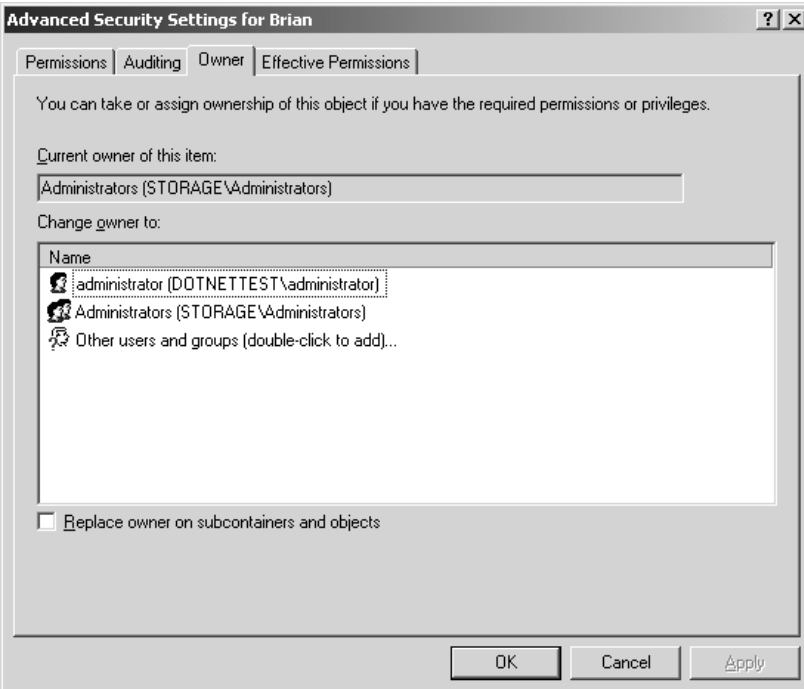 Advanced Security Settings for Brian
Permissions Auditing Owner Effective Permissions
You can take or assign ownership of this object if you have the required permissions or privileges.
Current owner of this item:
Administrators (STORAGE\Administrators)
Change owner to:
Name
administrator (DOTNETTEST\administrator)
Administrators (STORAGE\Administrators)
Other users and groups (double-click to add)...
Replace owner on subcontainers and objects
OK Cancel Apply